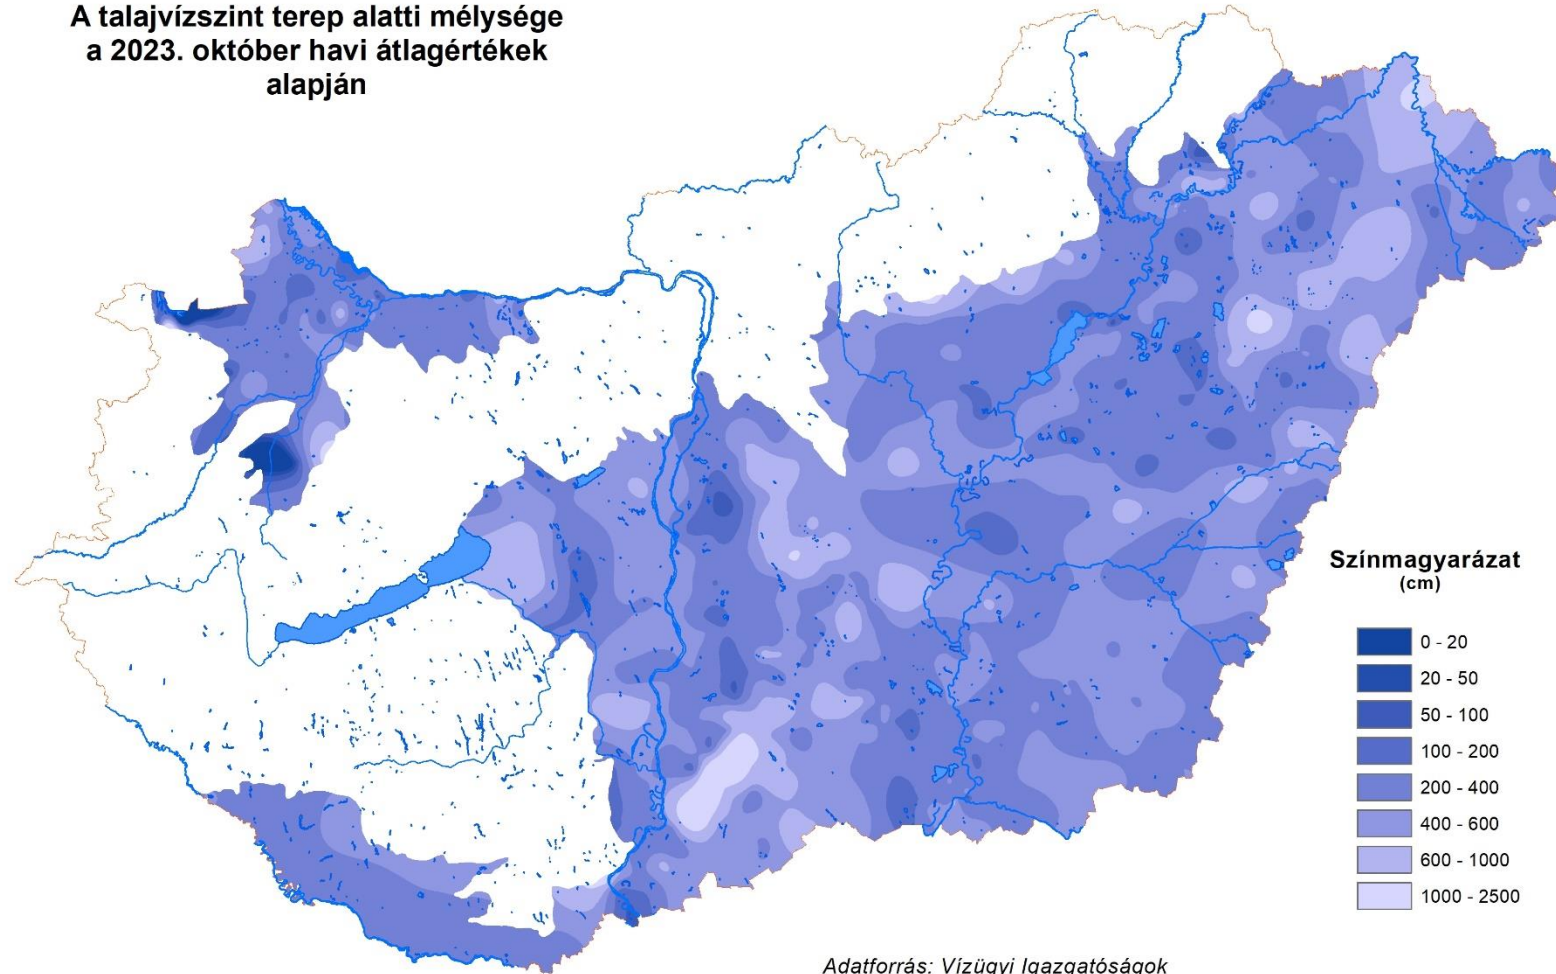 A talajvízszint terep alatti mélysége
a 2023. október havi átlagértékek
alapján
Színmagyarázat
(cm)
0 - 20
20 - 50
50 - 100
100 - 200
200 - 400
400 - 600
600 - 1000
1000 - 2500
Adatforrás: Vízügyi Igazgatóságok